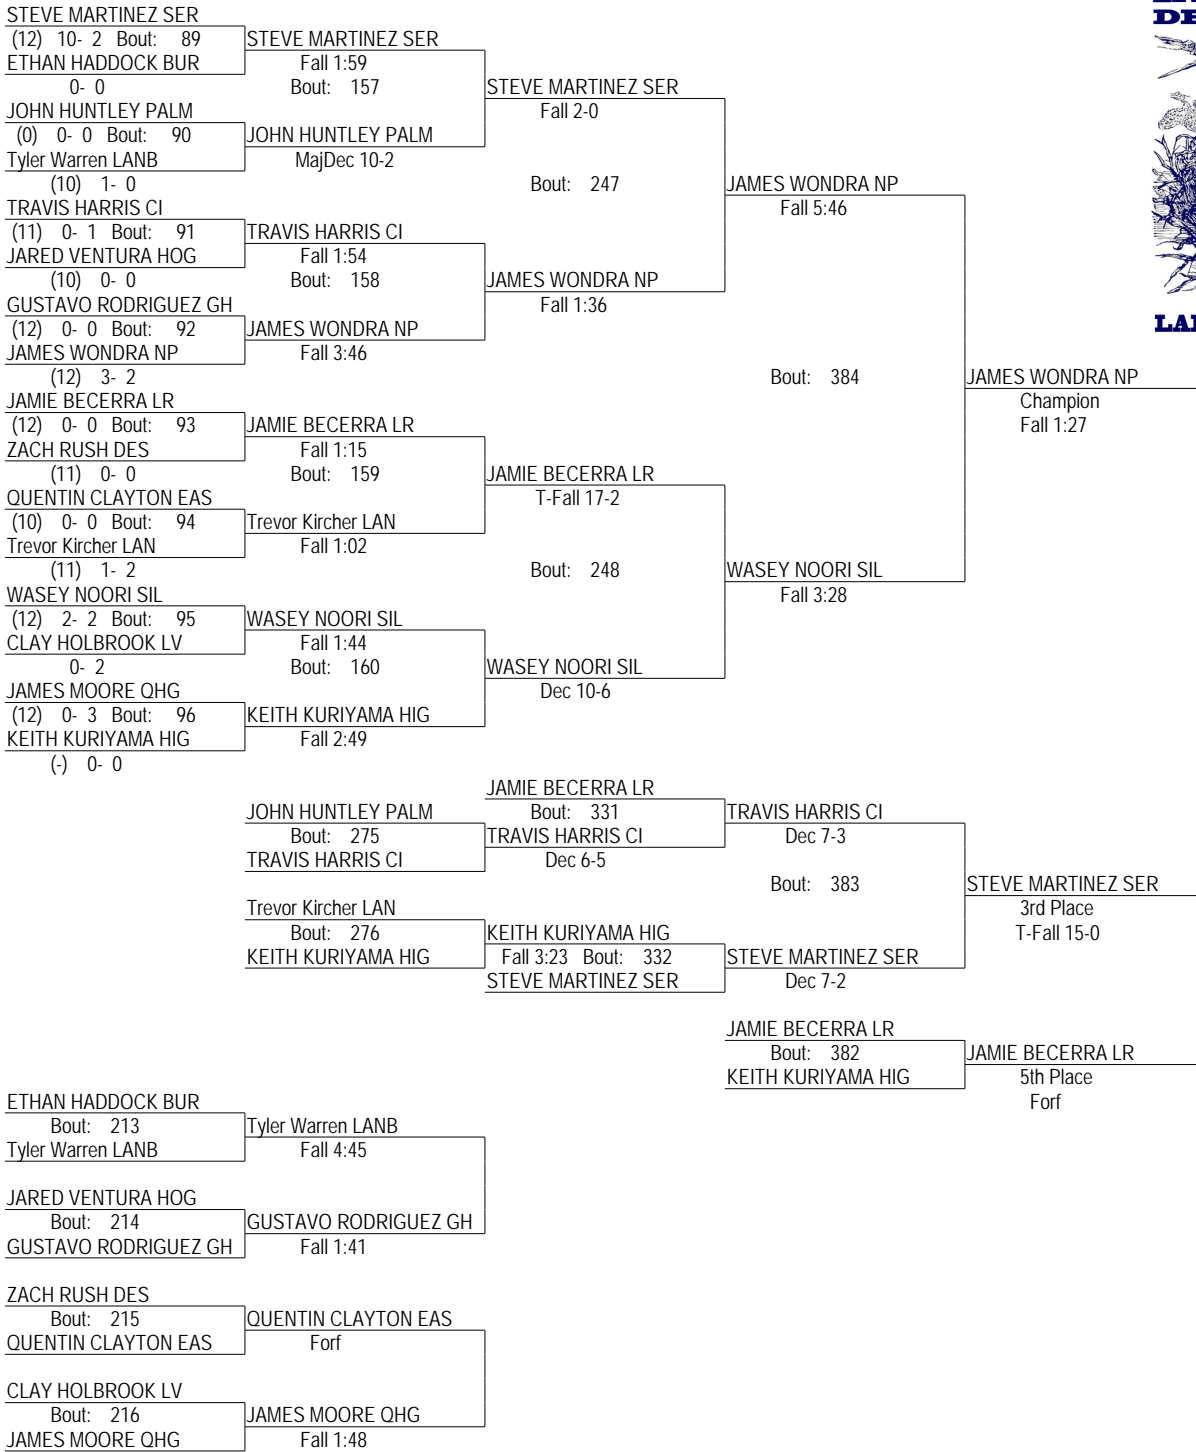 STEVE MARTINEZ SER
(12) 10- 2 Bout: 89
ETHAN HADDOCK BUR
0- 0
JOHN HUNTLEY PALM
(0) 0- 0 Bout: 90
Tyler Warren LANB
(10) 1- 0
TRAVIS HARRIS CI
(11) 0- 1 Bout: 91
JARED VENTURA HOG
(10) 0- 0
GUSTAVO RODRIGUEZ GH
(12) 0- 0 Bout: 92
JAMES WONDRA NP
(12) 3- 2
JAMIE BECERRA LR
(12) 0- 0 Bout: 93
ZACH RUSH DES
(11) 0- 0
QUENTIN CLAYTON EAS
(10) 0- 0 Bout: 94
Trevor Kircher LAN
(11) 1- 2
WASEY NOORI SIL
(12) 2- 2 Bout: 95
CLAY HOLBROOK LV
0- 2
JAMES MOORE QHG
(12) 0- 3 Bout: 96
KEITH KURIYAMA HIG
(-) 0- 0
STEVE MARTINEZ SER
Fall 1:59
Bout: 157
JOHN HUNTLEY PALM
MajDec 10-2
TRAVIS HARRIS CI
Fall 1:54
Bout: 158
JAMES WONDRA NP
Fall 3:46
JAMIE BECERRA LR
Fall 1:15
Bout: 159
Trevor Kircher LAN
Fall 1:02
WASEY NOORI SIL
Fall 1:44
Bout: 160
KEITH KURIYAMA HIG
Fall 2:49
STEVE MARTINEZ SER
Fall 2-0
Bout: 247
JAMES WONDRA NP
Fall 1:36
JAMIE BECERRA LR
T-Fall 17-2
Bout: 248
WASEY NOORI SIL
Dec 10-6
JAMES WONDRA NP
Fall 5:46
Bout: 384
WASEY NOORI SIL
Fall 3:28
JAMES WONDRA NP
Champion
Fall 1:27
JOHN HUNTLEY PALM
Bout: 275
TRAVIS HARRIS CI
Trevor Kircher LAN
Bout: 276
KEITH KURIYAMA HIG
JAMIE BECERRA LR
Bout: 331
TRAVIS HARRIS CI
Dec 6-5
KEITH KURIYAMA HIG
Fall 3:23 Bout: 332
STEVE MARTINEZ SER
TRAVIS HARRIS CI
Dec 7-3
Bout: 383
STEVE MARTINEZ SER
Dec 7-2
STEVE MARTINEZ SER
3rd Place
T-Fall 15-0
JAMIE BECERRA LR
Bout: 382
KEITH KURIYAMA HIG
JAMIE BECERRA LR
5th Place
Forf
ETHAN HADDOCK BUR
Bout: 213
Tyler Warren LANB
Tyler Warren LANB
Fall 4:45
JARED VENTURA HOG
Bout: 214
GUSTAVO RODRIGUEZ GH
GUSTAVO RODRIGUEZ GH
Fall 1:41
ZACH RUSH DES
Bout: 215
QUENTIN CLAYTON EAS
QUENTIN CLAYTON EAS
Forf
CLAY HOLBROOK LV
Bout: 216
JAMES MOORE QHG
JAMES MOORE QHG
Fall 1:48